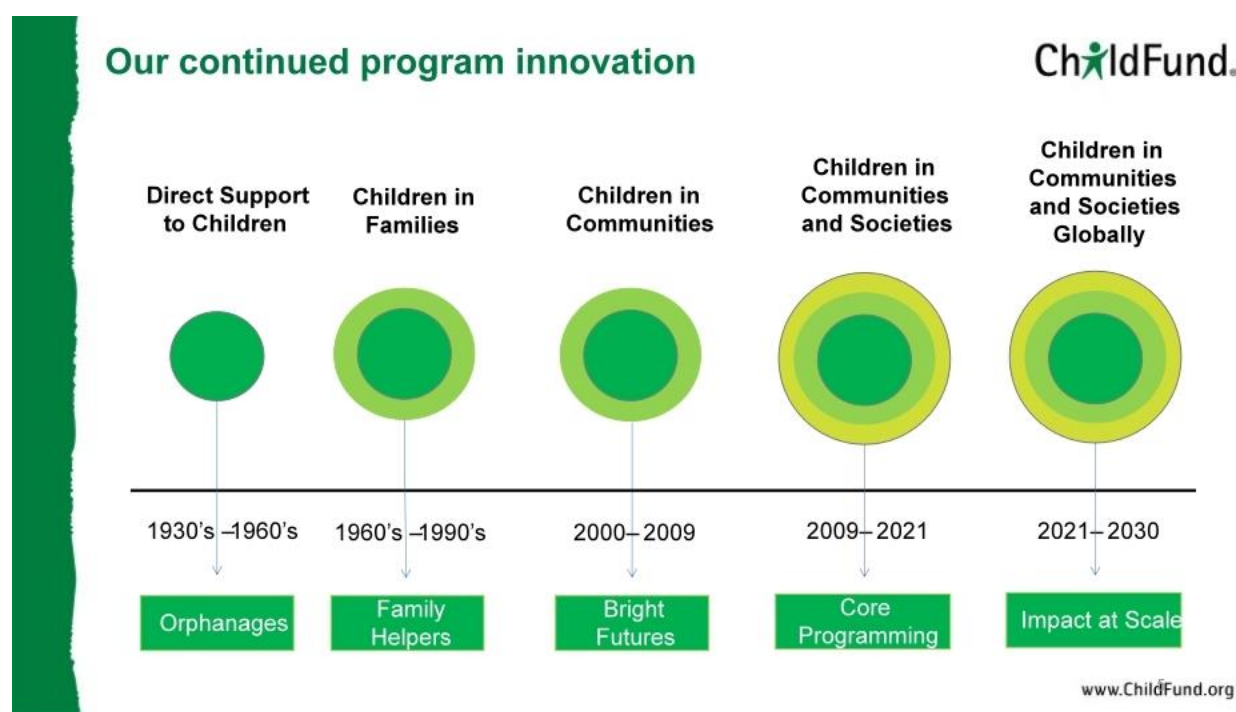 Our continued program innovation
ChildFund.
Direct Support
to Children
Children in
Families
Children in
Communities
Children in
Communities
and Societies
Children in
Communities
and Societies
Globally
1930's –1960's
1960's –1990's
2000–2009
2009–2021
2021–2030
Orphanages
Family
Helpers
Bright
Futures
Core
Programming
Impact at Scale
www.ChildFund.org